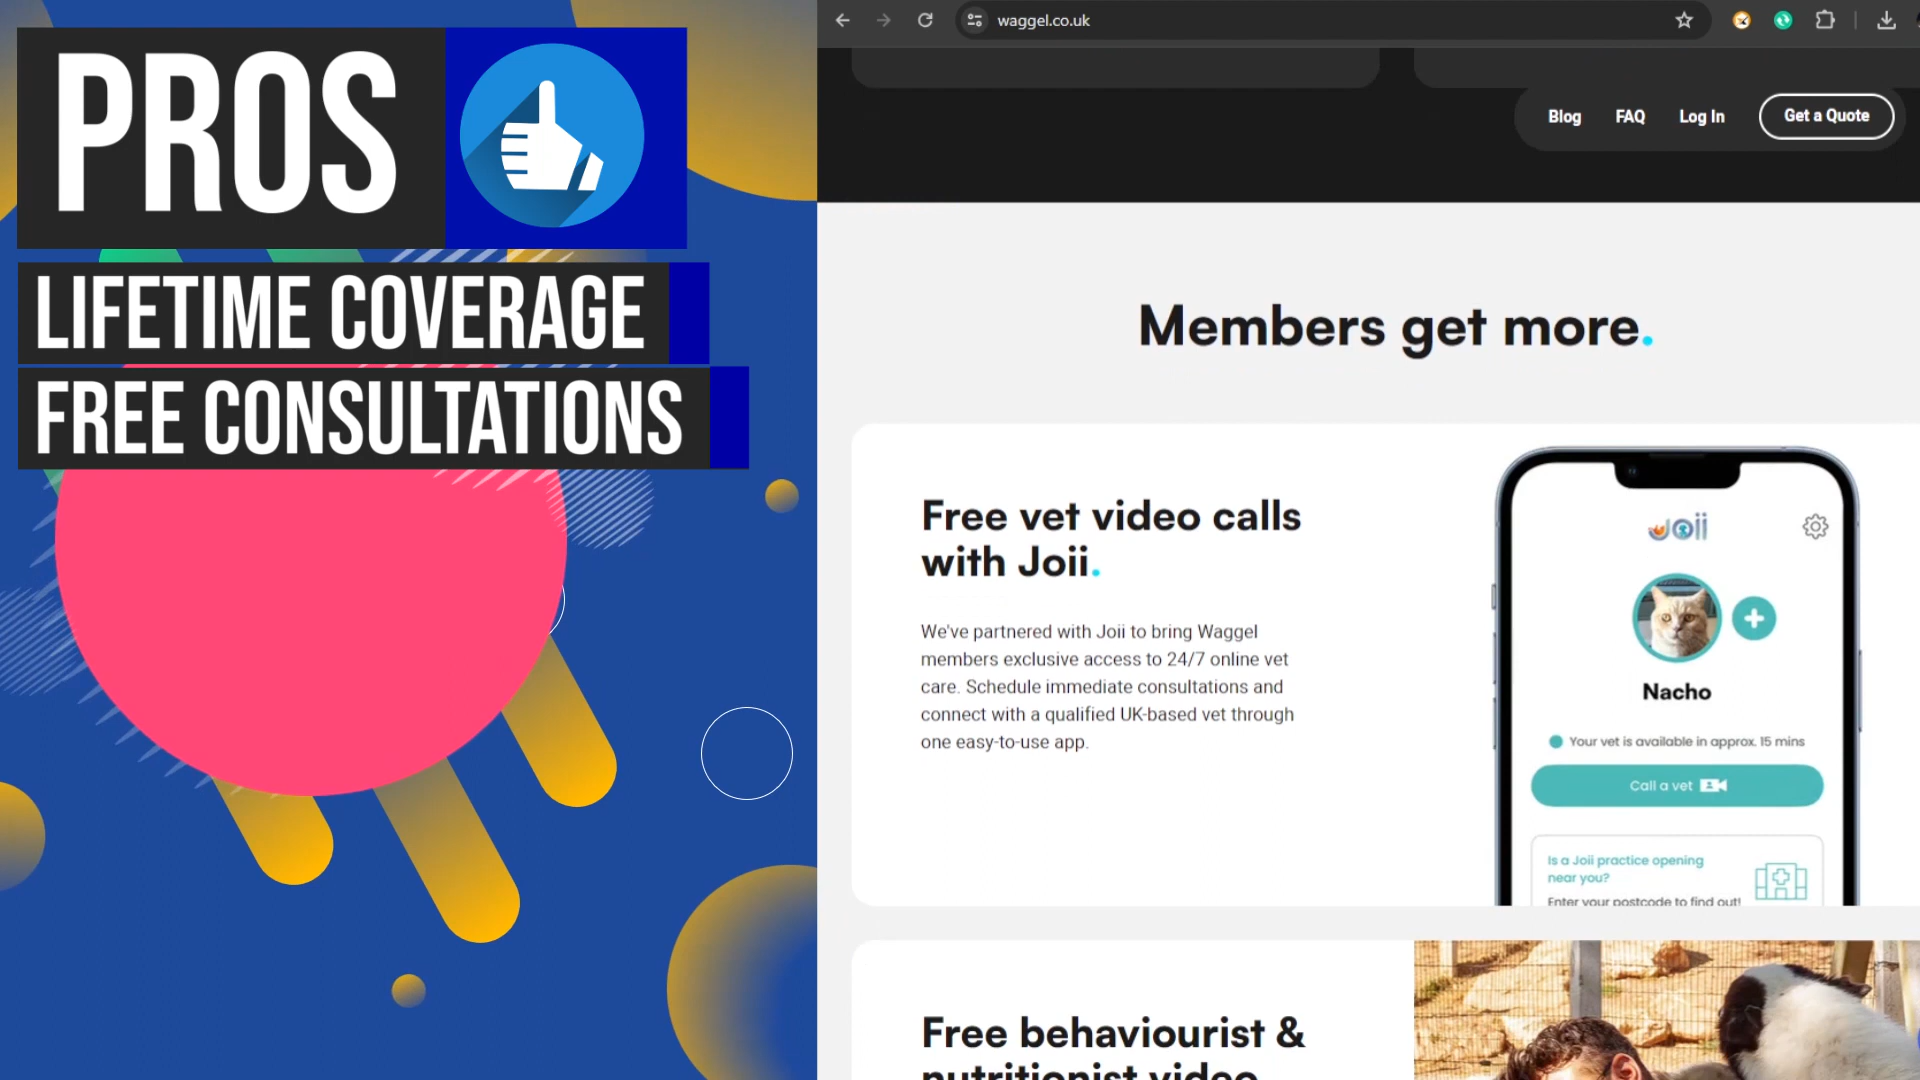 PROS
LIFETIME COVERAGE
FREE CONSULTATIONS
waggel.co.uk
Blog
FAQ
Log In
Get a Quote
Members get more.
Free vet video calls
with Joii.
We've partnered with Joii to bring Waggel
members exclusive access to 24/7 online vet
care. Schedule immediate consultations and
connect with a qualified UK-based vet through
one easy-to-use app.
Joii
Nacho
Your vet is available in approx. 15 mins
Call a vet
Is a Joii practice opening
near you?
Enter your postcode to find out!
Free behaviourist &
nutritionist video